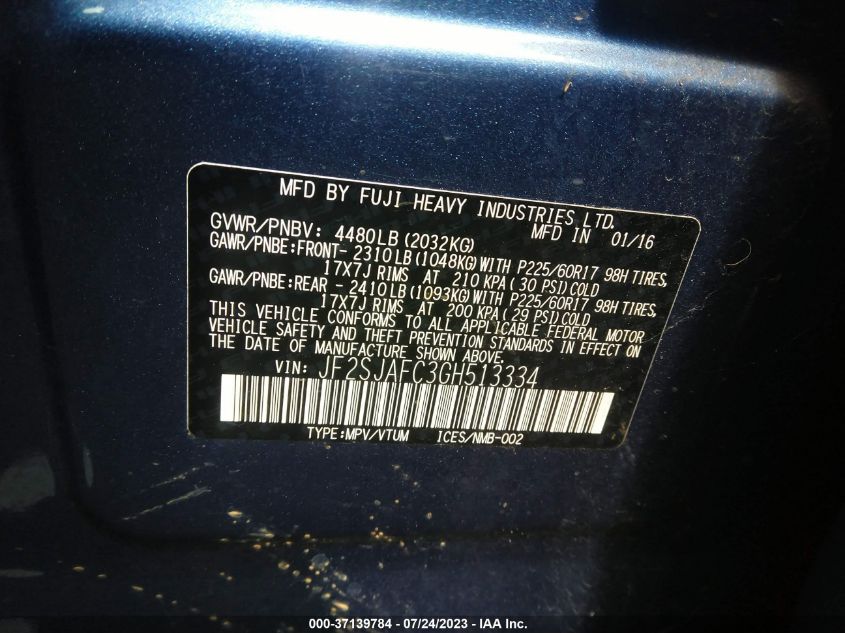 MFD BY FUJI HEAVY INDUSTRIES LTD.
MFD IN 01/16
GVWR/PNBV: 4480LB(2032KG)
GAWR/PNBE:FRONT- 2310LB(1048KG)WITH P225/60R17 98H TIRES,
17X7J RIMS AT 210 KPA(30 PSI)COLD
GAWR/PNBE:REAR - 2410LB(1093KG)WITH P225/60R17 98H TIRES,
17X7J RIMS AT 200 KPA(29 PSI)COLD
THIS VEHICLE CONFORMS TO ALL APPLICABLE FEDERAL MOTOR
VEHICLE SAFETY AND THEFT PREVENTION STANDARDS IN EFFECT ON
THE DATE OF MANUFACTURE SHOWN ABOVE.
VIN: JF2SJAFC3GH513334
TYPE:MPV/VTUM ICES/NMB-002
000-37139784 / 07/24/2023 - IAA Inc.